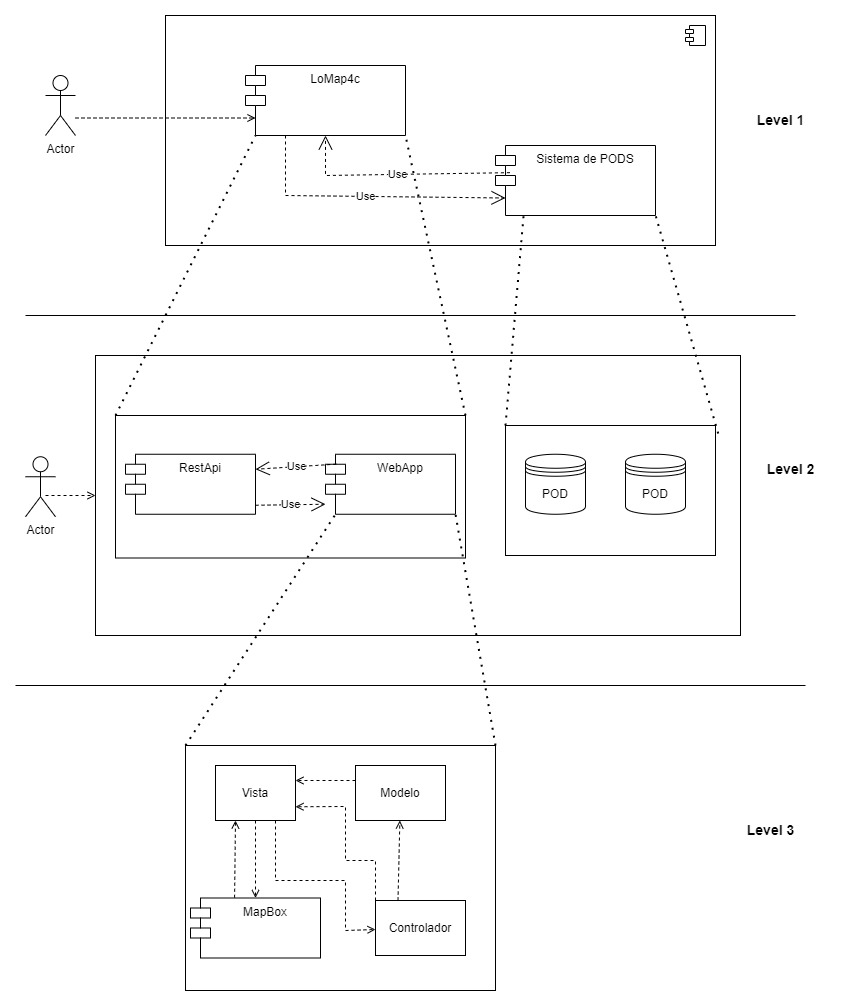 LoMap4c
Actor
Level 1
Sistema de PODS
Use
Use
RestApi
Use
WebApp
Level 2
POD
POD
Use
Actor
Vista
Modelo
Level 3
MapBox
Controlador